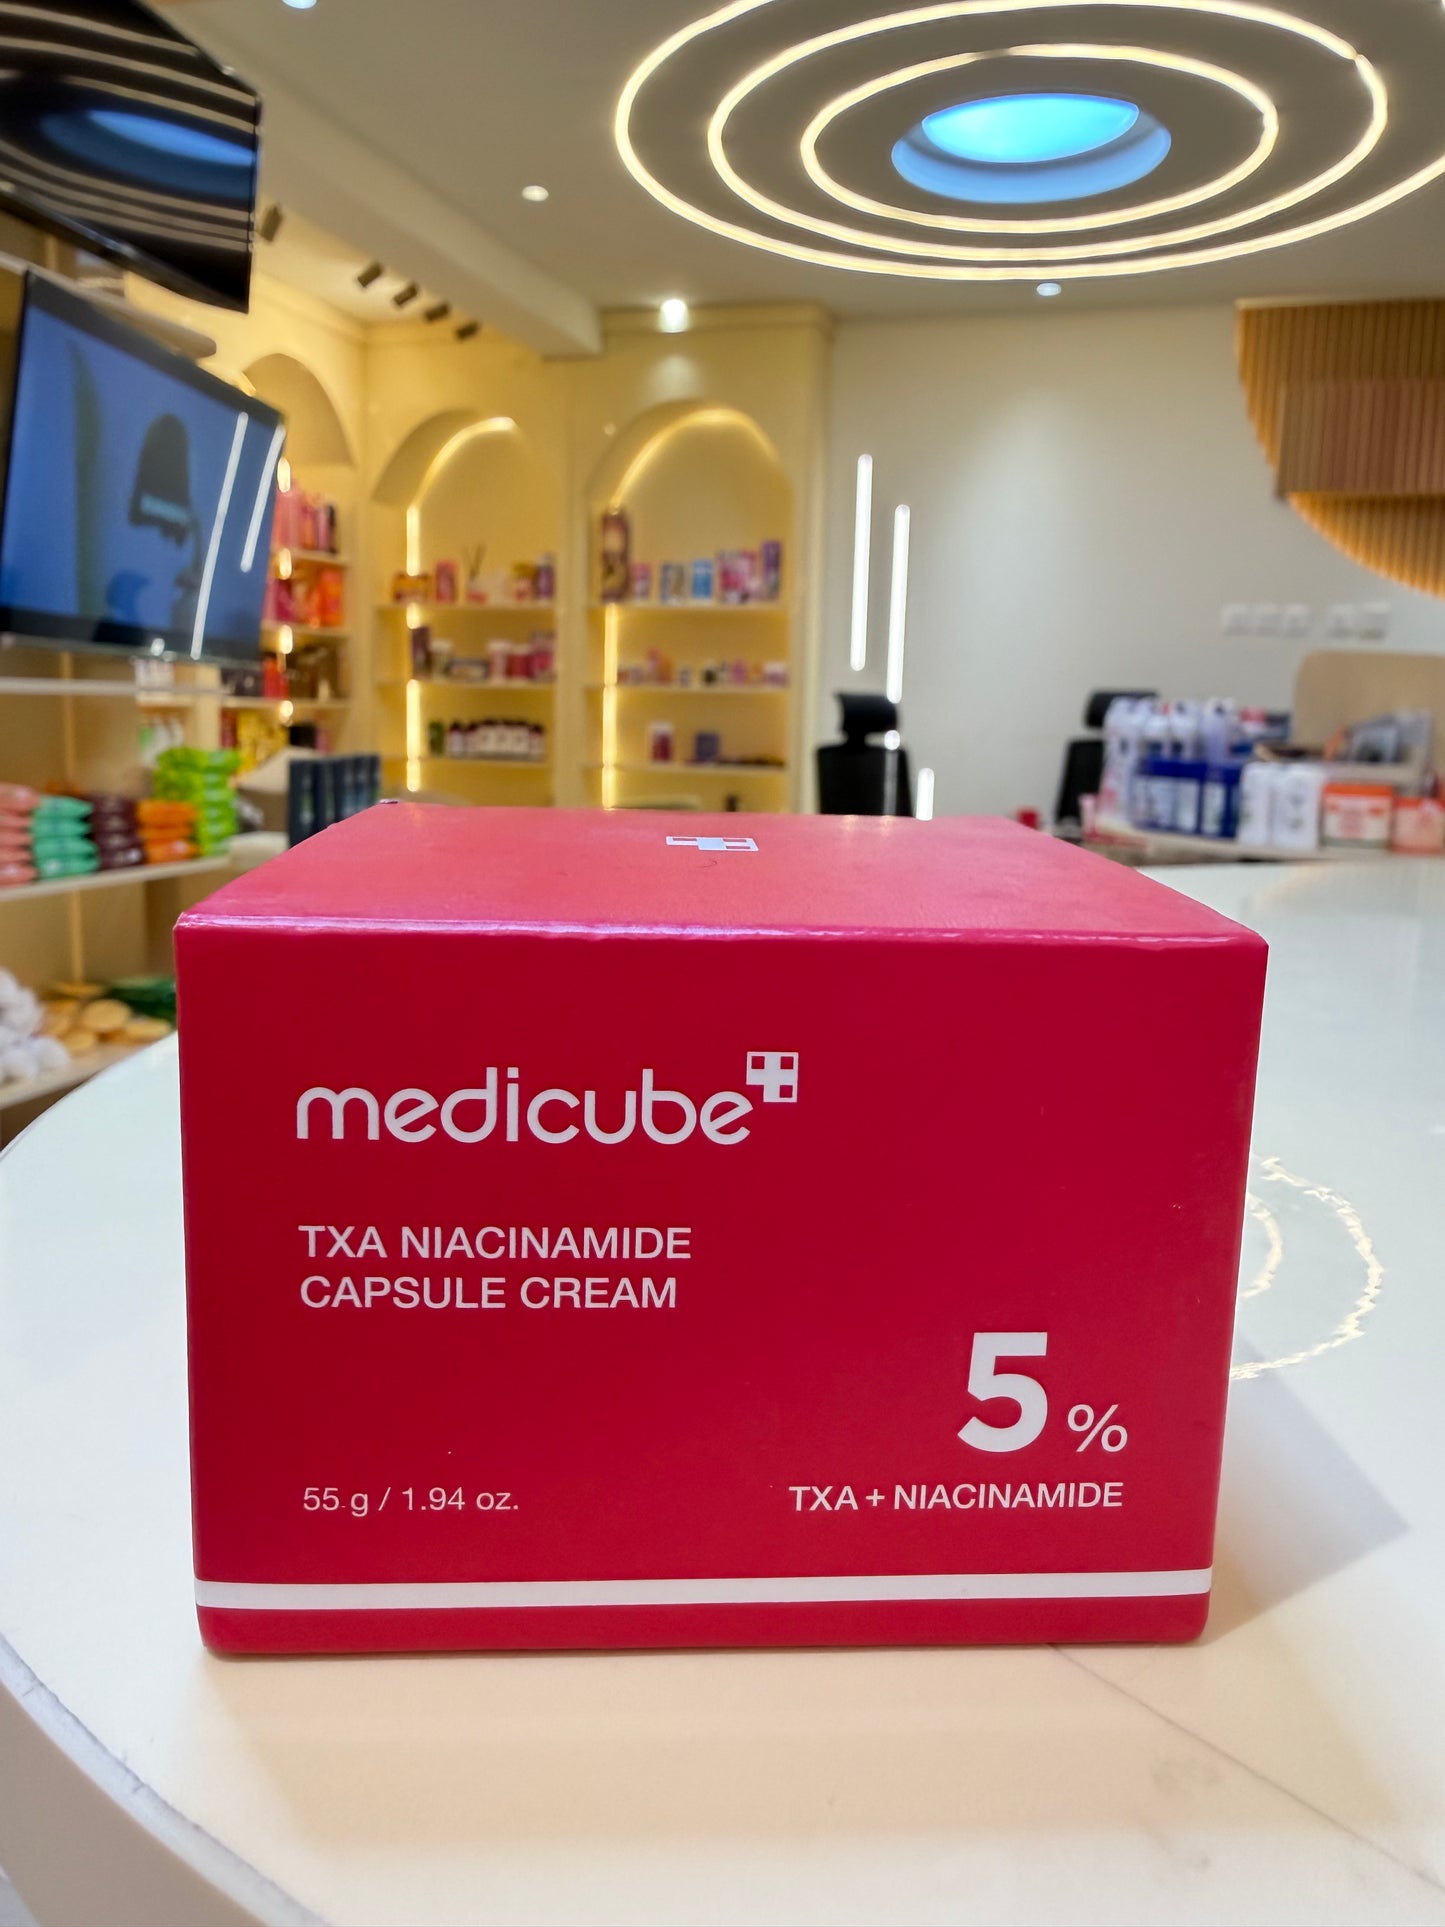 medicube
TXA NIACINAMIDE
CAPSULE CREAM
5 %
55 g / 1.94 oz.
TXA + NIACINAMIDE